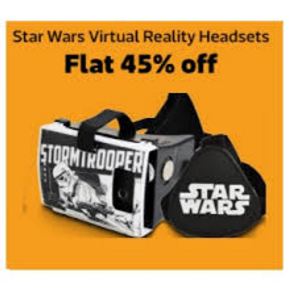 Star Wars Virtual Reality Headsets
Flat 45% off
STORMTROOPER
STAR
WARS